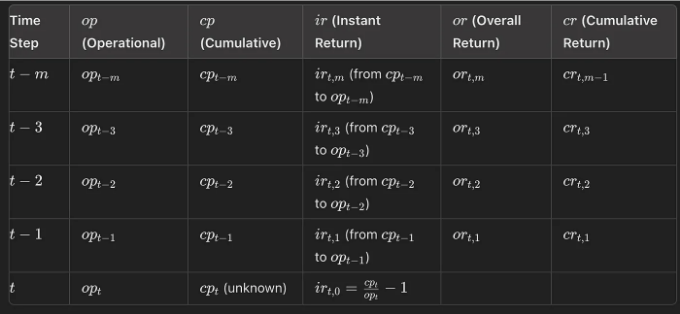 Time Step op (Operational) cp (Cumulative) ir (Instant Return) or (Overall Return) cr (Cumulative Return)
t − m op_{t−m} cp_{t−m} ir_{t,m} (from cp_{t−m} to op_{t−m}) or_{t,m} cr_{t,m−1}
t − 3 op_{t−3} cp_{t−3} ir_{t,3} (from cp_{t−3} to op_{t−3}) or_{t,3} cr_{t,3}
t − 2 op_{t−2} cp_{t−2} ir_{t,2} (from cp_{t−2} to op_{t−2}) or_{t,2} cr_{t,2}
t − 1 op_{t−1} cp_{t−1} ir_{t,1} (from cp_{t−1} to op_{t−1}) or_{t,1} cr_{t,1}
t op_t cp_t (unknown) ir_{t,0} = \frac{cp_t}{op_t} − 1